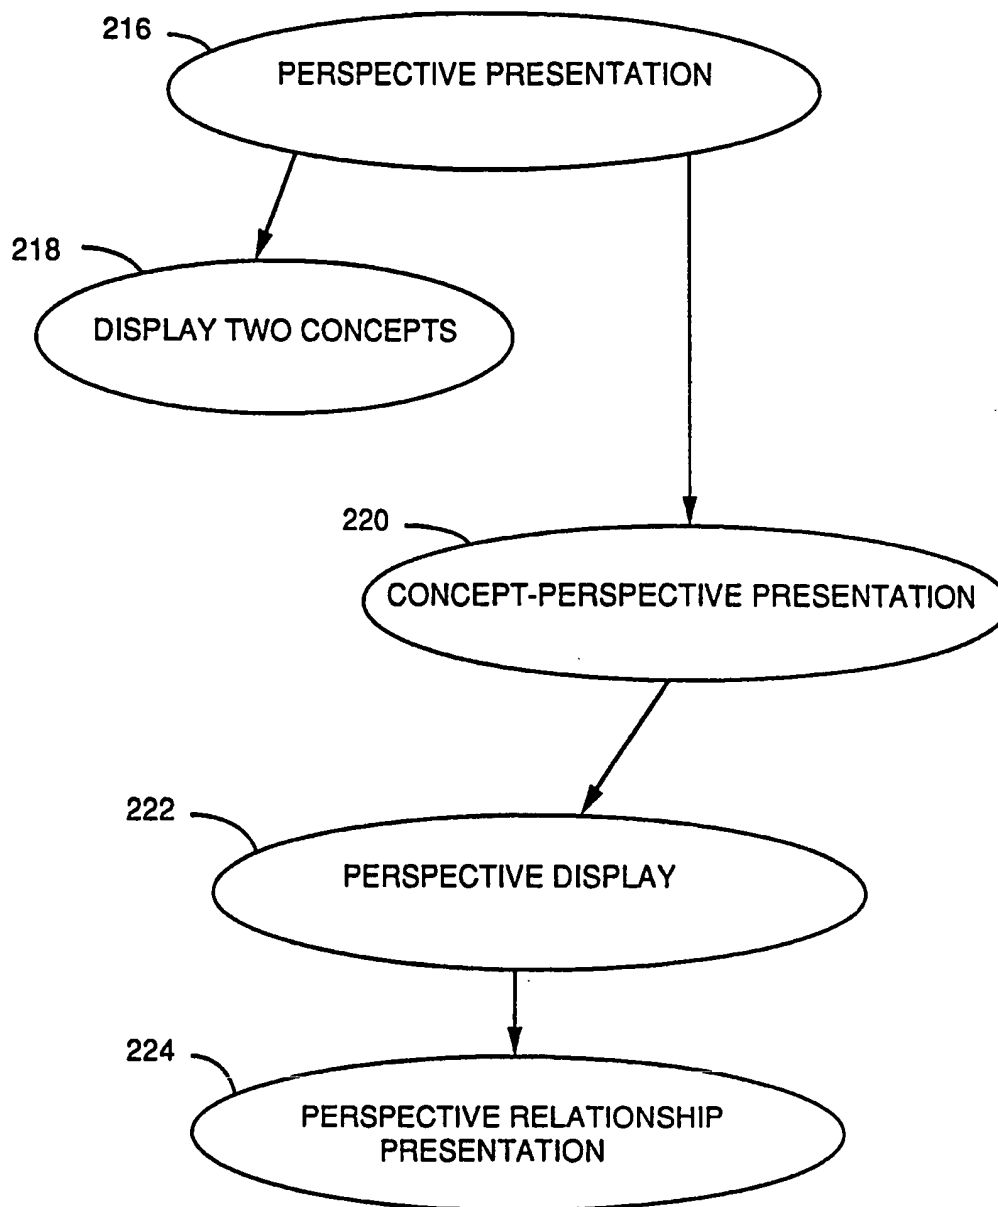 216
PERSPECTIVE PRESENTATION
218
DISPLAY TWO CONCEPTS
220
CONCEPT-PERSPECTIVE PRESENTATION
222
PERSPECTIVE DISPLAY
224
PERSPECTIVE RELATIONSHIP
PRESENTATION